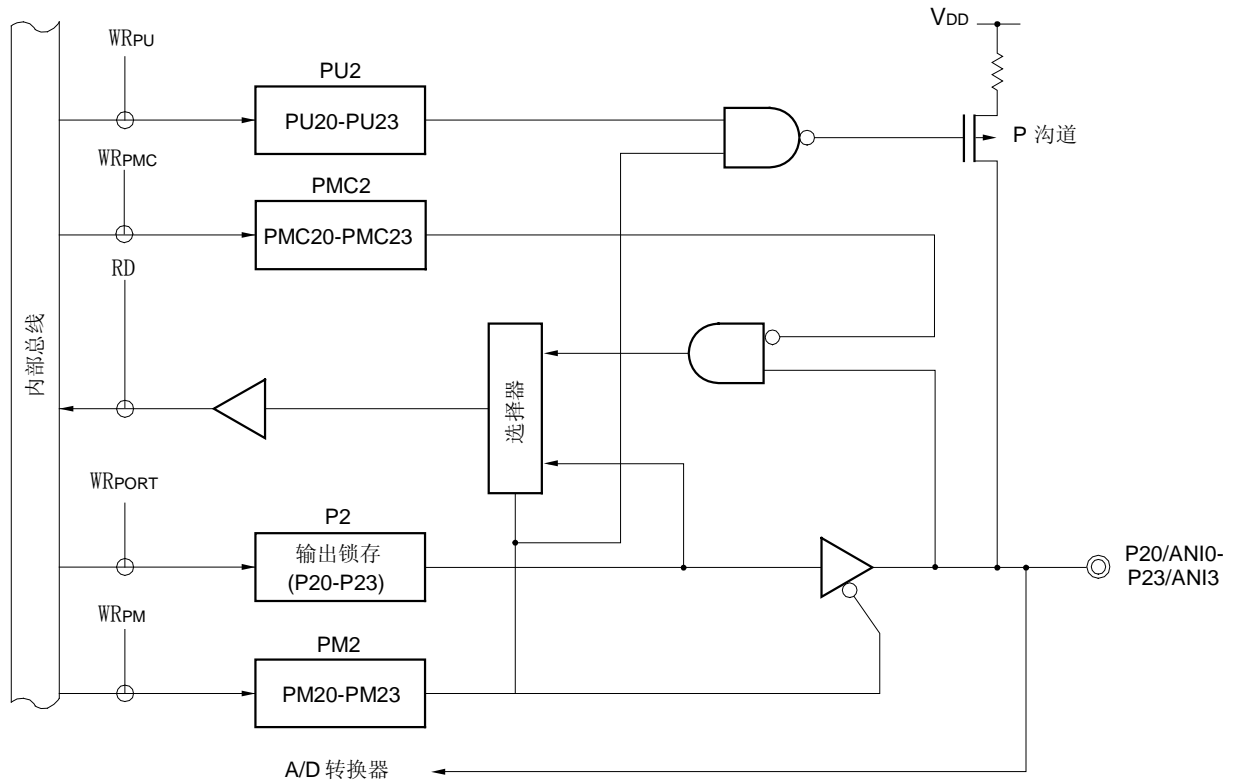 VDD
WRPU
PU2
PU20-PU23
P 沟道
WRPMC
PMC2
PMC20-PMC23
RD
内部总线
选择器
WRPORT
P2
输出锁存
(P20-P23)
P20/ANI0-
P23/ANI3
WRPM
PM2
PM20-PM23
A/D 转换器